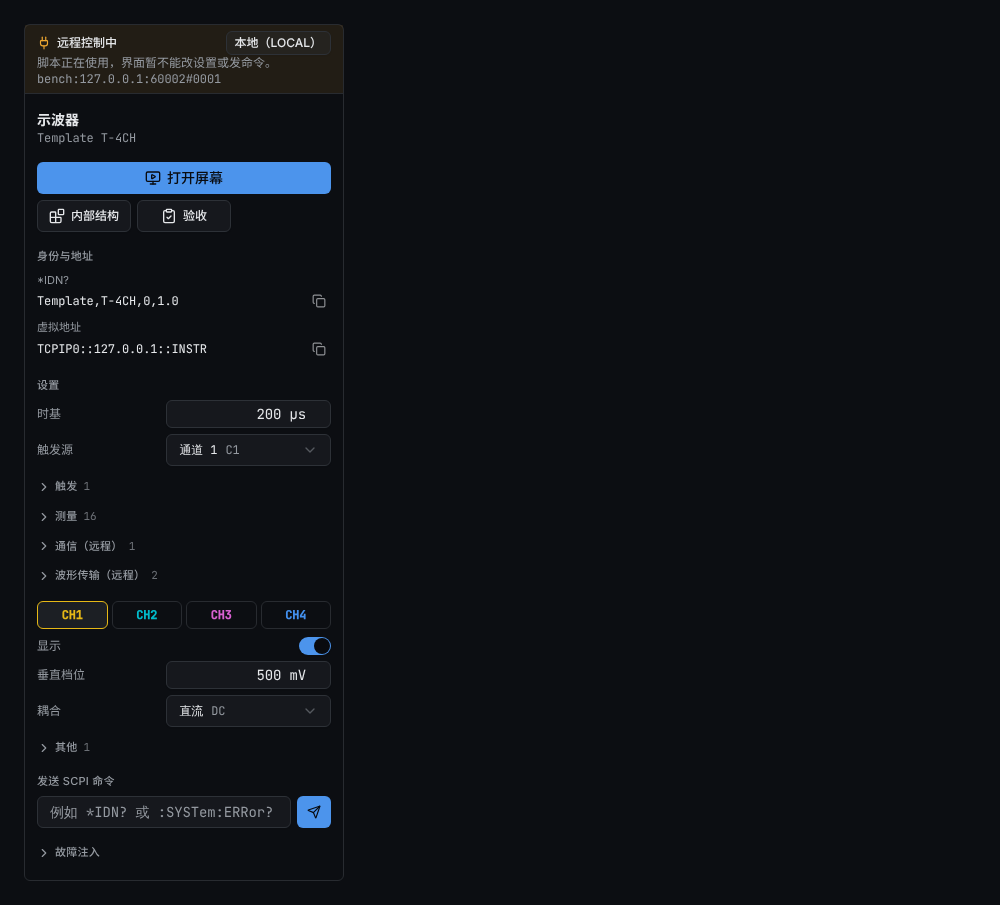 远程控制中
本地（LOCAL）
脚本正在使用，界面暂不能改设置或发命令。
bench:127.0.0.1:60002#0001
示波器
Template T-4CH
打开屏幕
内部结构
验收
身份与地址
*IDN?
Template,T-4CH,0,1.0
虚拟地址
TCPIP0::127.0.0.1::INSTR
设置
时基
200 µs
触发源
通道 1 C1
触发 1
测量 16
通信（远程） 1
波形传输（远程） 2
CH1 CH2 CH3 CH4
显示
垂直档位
500 mV
耦合
直流 DC
其他 1
发送 SCPI 命令
例如 *IDN? 或 :SYSTem:ERRor?
故障注入